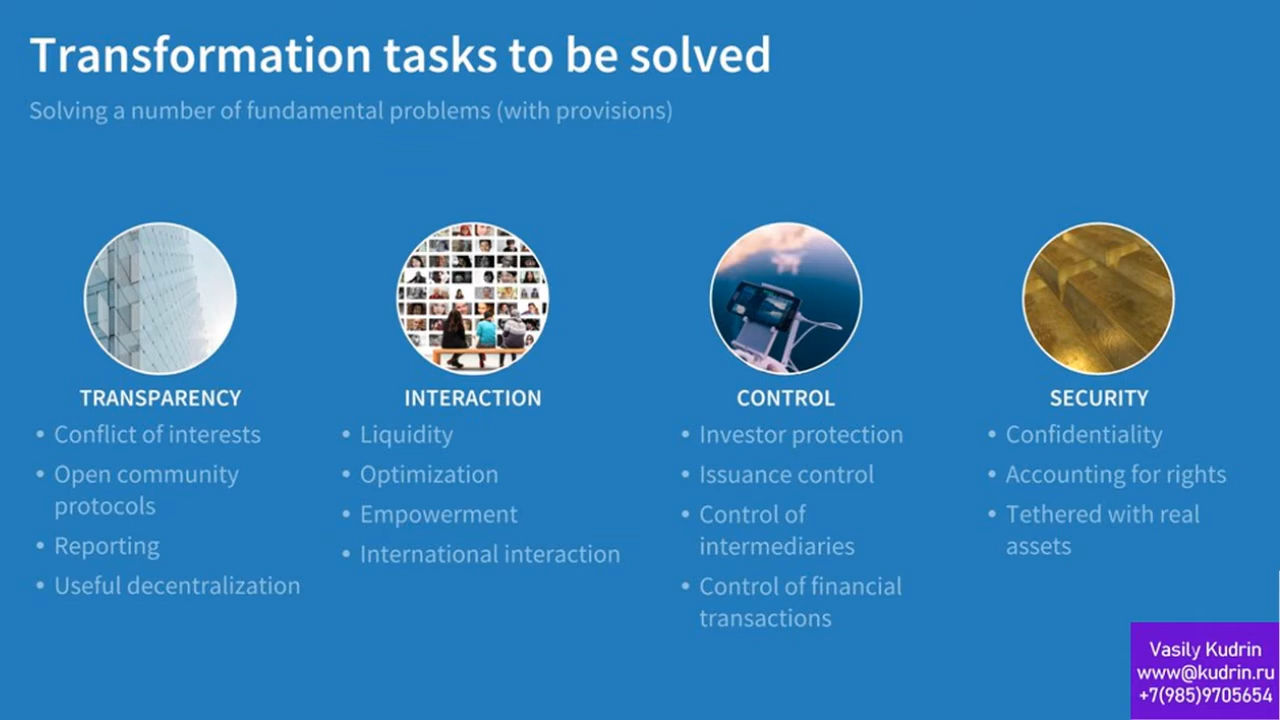 Transformation tasks to be solved
Solving a number of fundamental problems (with provisions)
TRANSPARENCY
• Conflict of interests
• Open community
protocols
• Reporting
• Useful decentralization
INTERACTION
• Liquidity
• Optimization
• Empowerment
• International interaction
CONTROL
• Investor protection
• Issuance control
• Control of
intermediaries
• Control of financial
transactions
SECURITY
• Confidentiality
• Accounting for rights
• Tethered with real
assets
Vasily Kudrin
www@kudrin.ru
+7(985)9705654